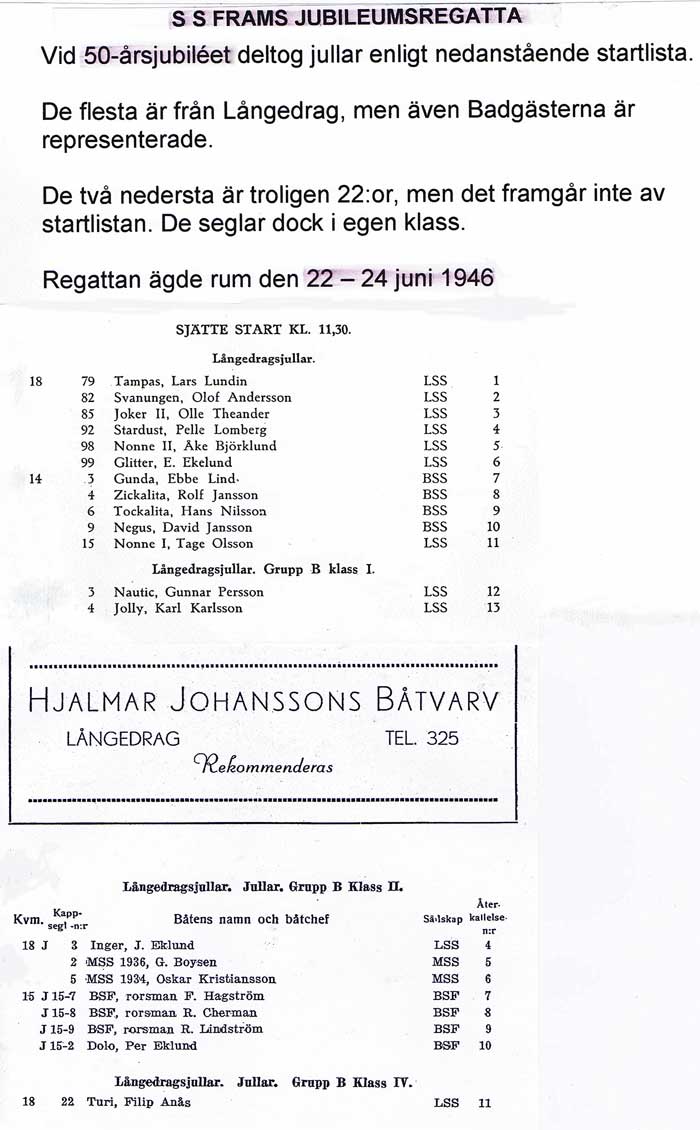 S S FRAMS JUBILEUMSREGATTA
Vid 50-årsjubiléet deltog jullar enligt nedanstående startlista.
De flesta är från Långedrag, men även Badgästerna är
representerade.
De två nedersta är troligen 22:or, men det framgår inte av
startlistan. De seglar dock i egen klass.
Regattan ägde rum den 22 – 24 juni 1946
SJÄTTE START KL. 11,30.
Långedragsjullar.
18 79 Tampas, Lars Lundin LSS 1
82 Svanungen, Olof Andersson LSS 2
85 Joker II, Olle Theander LSS 3
92 Stardust, Pelle Lomberg LSS 4
98 Nonne II, Åke Björklund LSS 5
99 Glitter, E. Ekelund LSS 6
14 3 Gunda, Ebbe Lind. BSS 7
4 Zickalita, Rolf Jansson BSS 8
6 Tockalita, Hans Nilsson BSS 9
9 Negus, David Jansson BSS 10
15 Nonne I, Tage Olsson LSS 11
Långedragsjullar. Grupp B klass I.
3 Nautic, Gunnar Persson LSS 12
4 Jolly, Karl Karlsson LSS 13
HJALMAR JOHANSSONS BÅTVARV
LÅNGEDRAG TEL. 325
Rekommenderas
Långedragsjullar. Jullar. Grupp B Klass II.
Kvm. Kapp-segl-n:r Båtens namn och båtchef Sällskap Återkallelse-n:r
18 J 3 Inger, J. Eklund LSS 4
2 MSS 1936, G. Boysen MSS 5
5 MSS 1934, Oskar Kristiansson MSS 6
15 J 15-7 BSF, rorsman F. Hagström BSF 7
J 15-8 BSF, rorsman R. Cherman BSF 8
J 15-9 BSF, rorsman R. Lindström BSF 9
J 15-2 Dolo, Per Eklund BSF 10
Långedragsjullar. Jullar. Grupp B Klass IV.
18 22 Turi, Filip Anås LSS 11